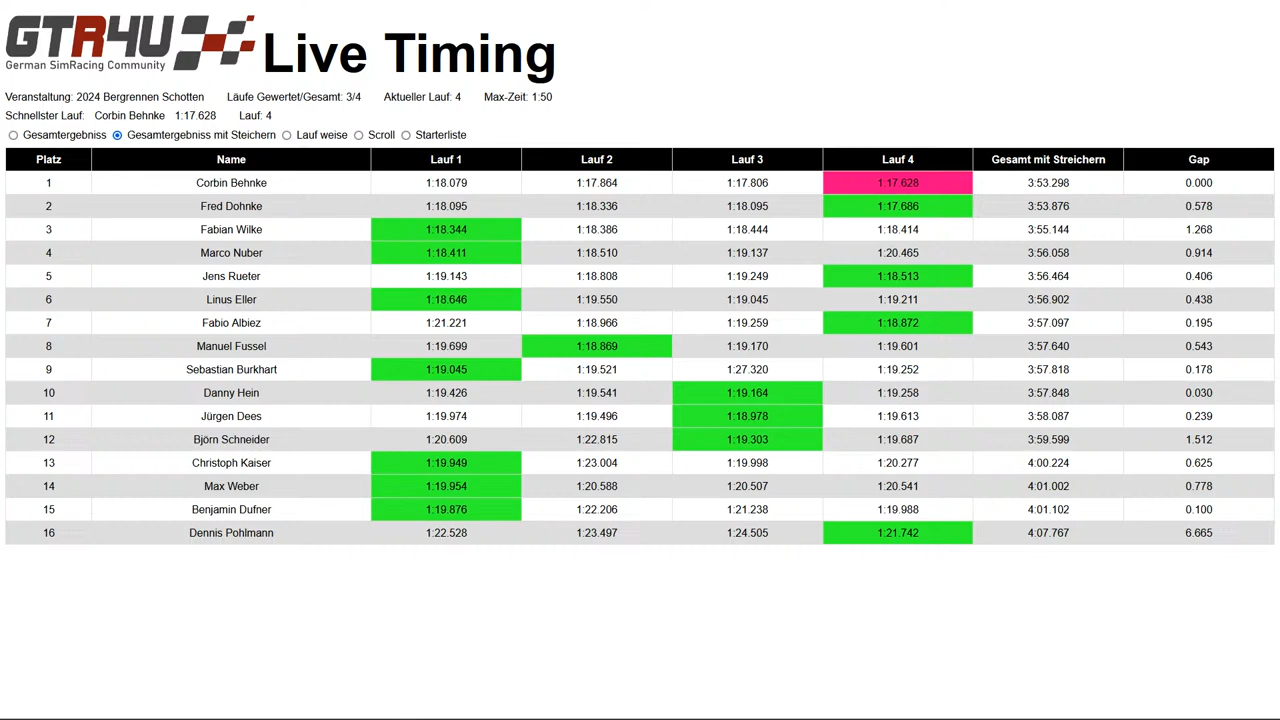 GTR4U
German SimRacing Community
Live Timing
Veranstaltung: 2024 Bergrennen Schotten Läufe Gewertet/Gesamt: 3/4 Aktueller Lauf: 4 Max-Zeit: 1:50
Schnellster Lauf: Corbin Behnke 1:17.628 Lauf: 4
Gesamtergebniss Gesamtergebniss mit Steichern Lauf weise Scroll Starterliste
Platz Name Lauf 1 Lauf 2 Lauf 3 Lauf 4 Gesamt mit Streichern Gap
1 Corbin Behnke 1:18.079 1:17.864 1:17.806 1:17.628 3:53.298 0.000
2 Fred Dohnke 1:18.095 1:18.336 1:18.095 1:17.686 3:53.876 0.578
3 Fabian Wilke 1:18.344 1:18.386 1:18.444 1:18.414 3:55.144 1.268
4 Marco Nuber 1:18.411 1:18.510 1:19.137 1:20.465 3:56.058 0.914
5 Jens Rueter 1:19.143 1:18.808 1:19.249 1:18.513 3:56.464 0.406
6 Linus Eller 1:18.646 1:19.550 1:19.045 1:19.211 3:56.902 0.438
7 Fabio Albiez 1:21.221 1:18.966 1:19.259 1:18.872 3:57.097 0.195
8 Manuel Fussel 1:19.699 1:18.869 1:19.170 1:19.601 3:57.640 0.543
9 Sebastian Burkhart 1:19.045 1:19.521 1:27.320 1:19.252 3:57.818 0.178
10 Danny Hein 1:19.426 1:19.541 1:19.164 1:19.258 3:57.848 0.030
11 Jürgen Dees 1:19.974 1:19.496 1:18.978 1:19.613 3:58.087 0.239
12 Björn Schneider 1:20.609 1:22.815 1:19.303 1:19.687 3:59.599 1.512
13 Christoph Kaiser 1:19.949 1:23.004 1:19.998 1:20.277 4:00.224 0.625
14 Max Weber 1:19.954 1:20.588 1:20.507 1:20.541 4:01.002 0.778
15 Benjamin Dufner 1:19.876 1:22.206 1:21.238 1:19.988 4:01.102 0.100
16 Dennis Pohlmann 1:22.528 1:23.497 1:24.505 1:21.742 4:07.767 6.665